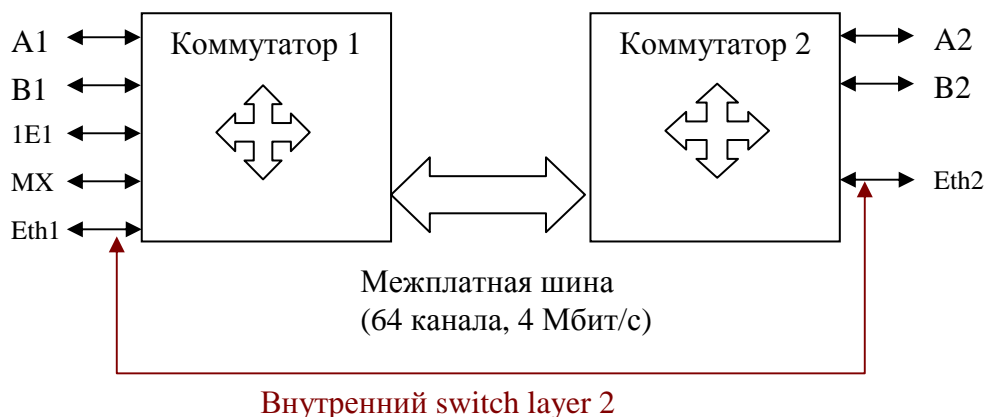 Коммутатор 1
Коммутатор 2
A1
A2
B1
B2
1E1
MX
Eth2
Eth1
Межплатная шина
(64 канала, 4 Мбит/с)
Внутренний switch layer 2